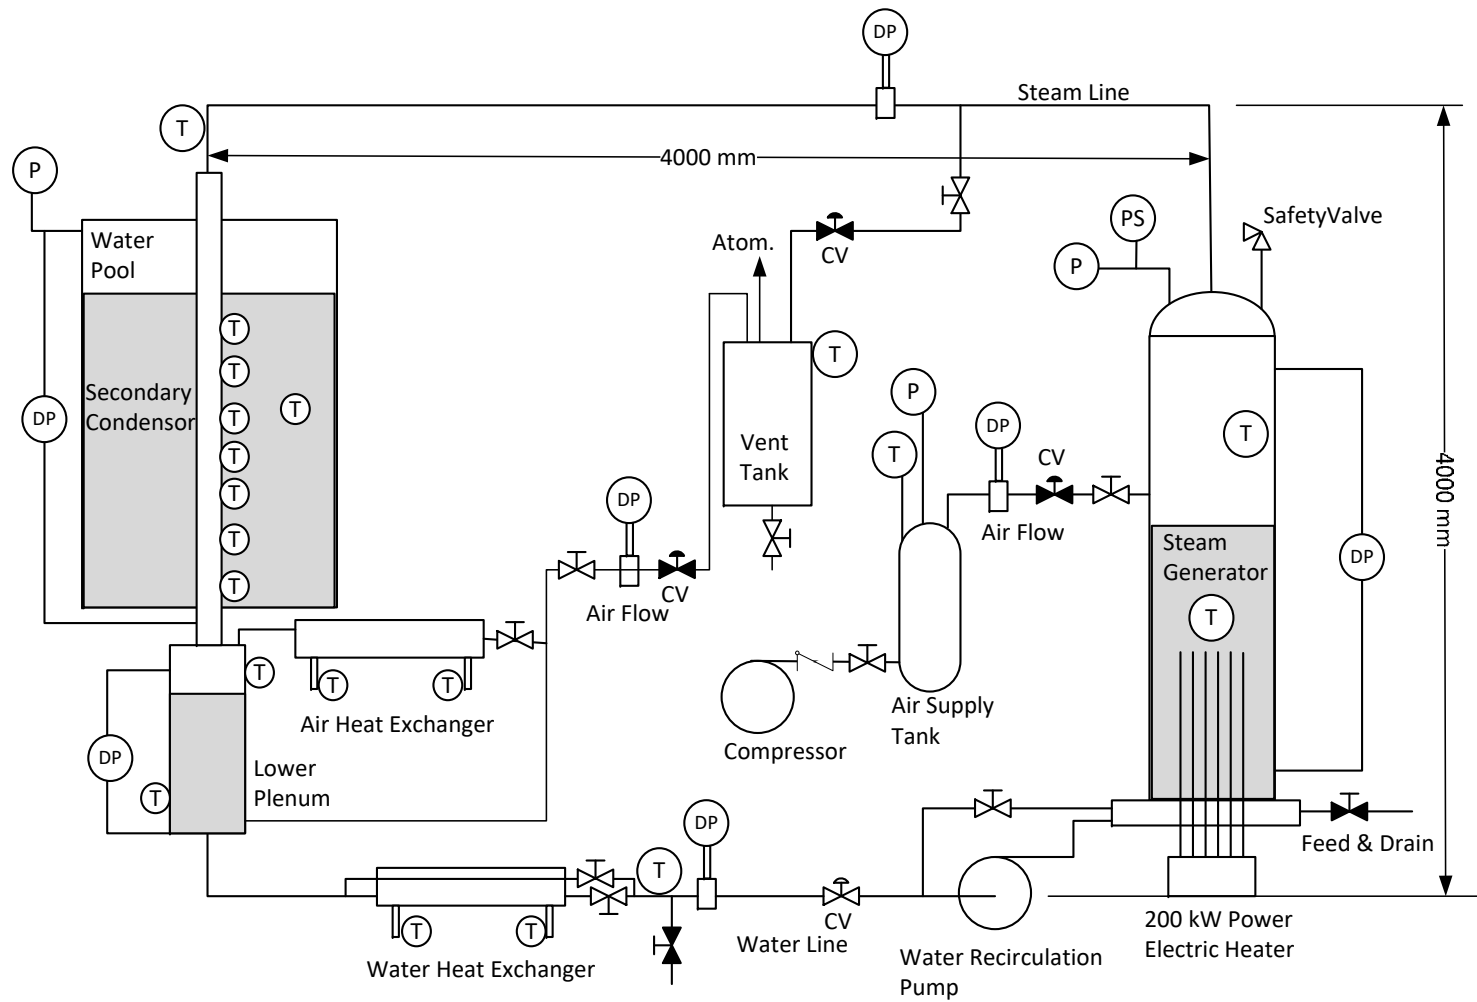 DP
Steam Line
T
4000 mm
P
PS
SafetyValve
Water
Pool
Atom.
CV
P
T
T
T
Secondary
Condensor
T
T
DP
T
T
T
T
P
DP
CV
T
T
Vent
Tank
DP
Air Flow
4000 mm
Steam
Generator
DP
T
CV
Air Flow
T
T
T
Air Heat Exchanger
Air Supply
Tank
Compressor
DP
T
Lower
Plenum
DP
T
Feed & Drain
CV
Water Line
T
T
Water Heat Exchanger
Water Recirculation
Pump
200 kW Power
Electric Heater